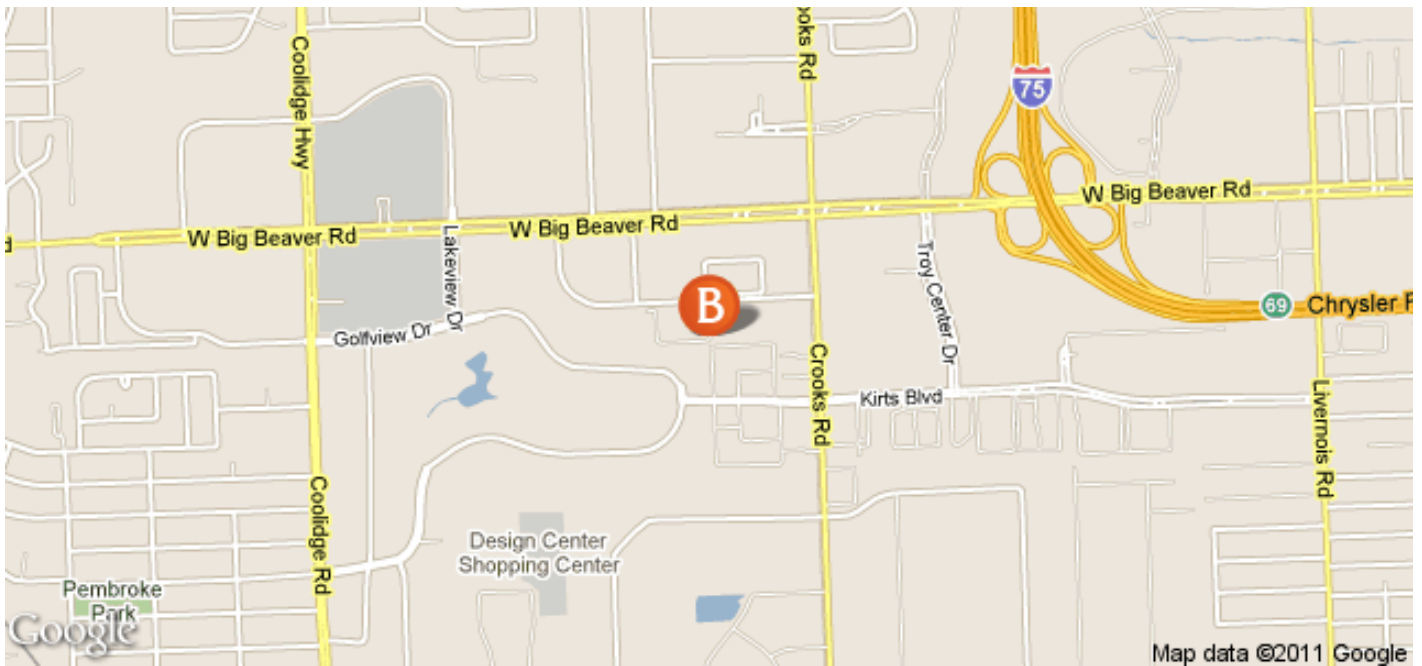 Coolidge Hwy
ooks Rd
75
W Big Beaver Rd
W Big Beaver Rd
W Big Beaver Rd
d
Lakeview Dr
Troy Center Dr
B
69
Chrysler F
Golfview Dr
Crooks Rd
Kirts Blvd
Livernois Rd
Coolidge Rd
Design Center
Shopping Center
Pembroke
Park
Google
Map data ©2011 Google